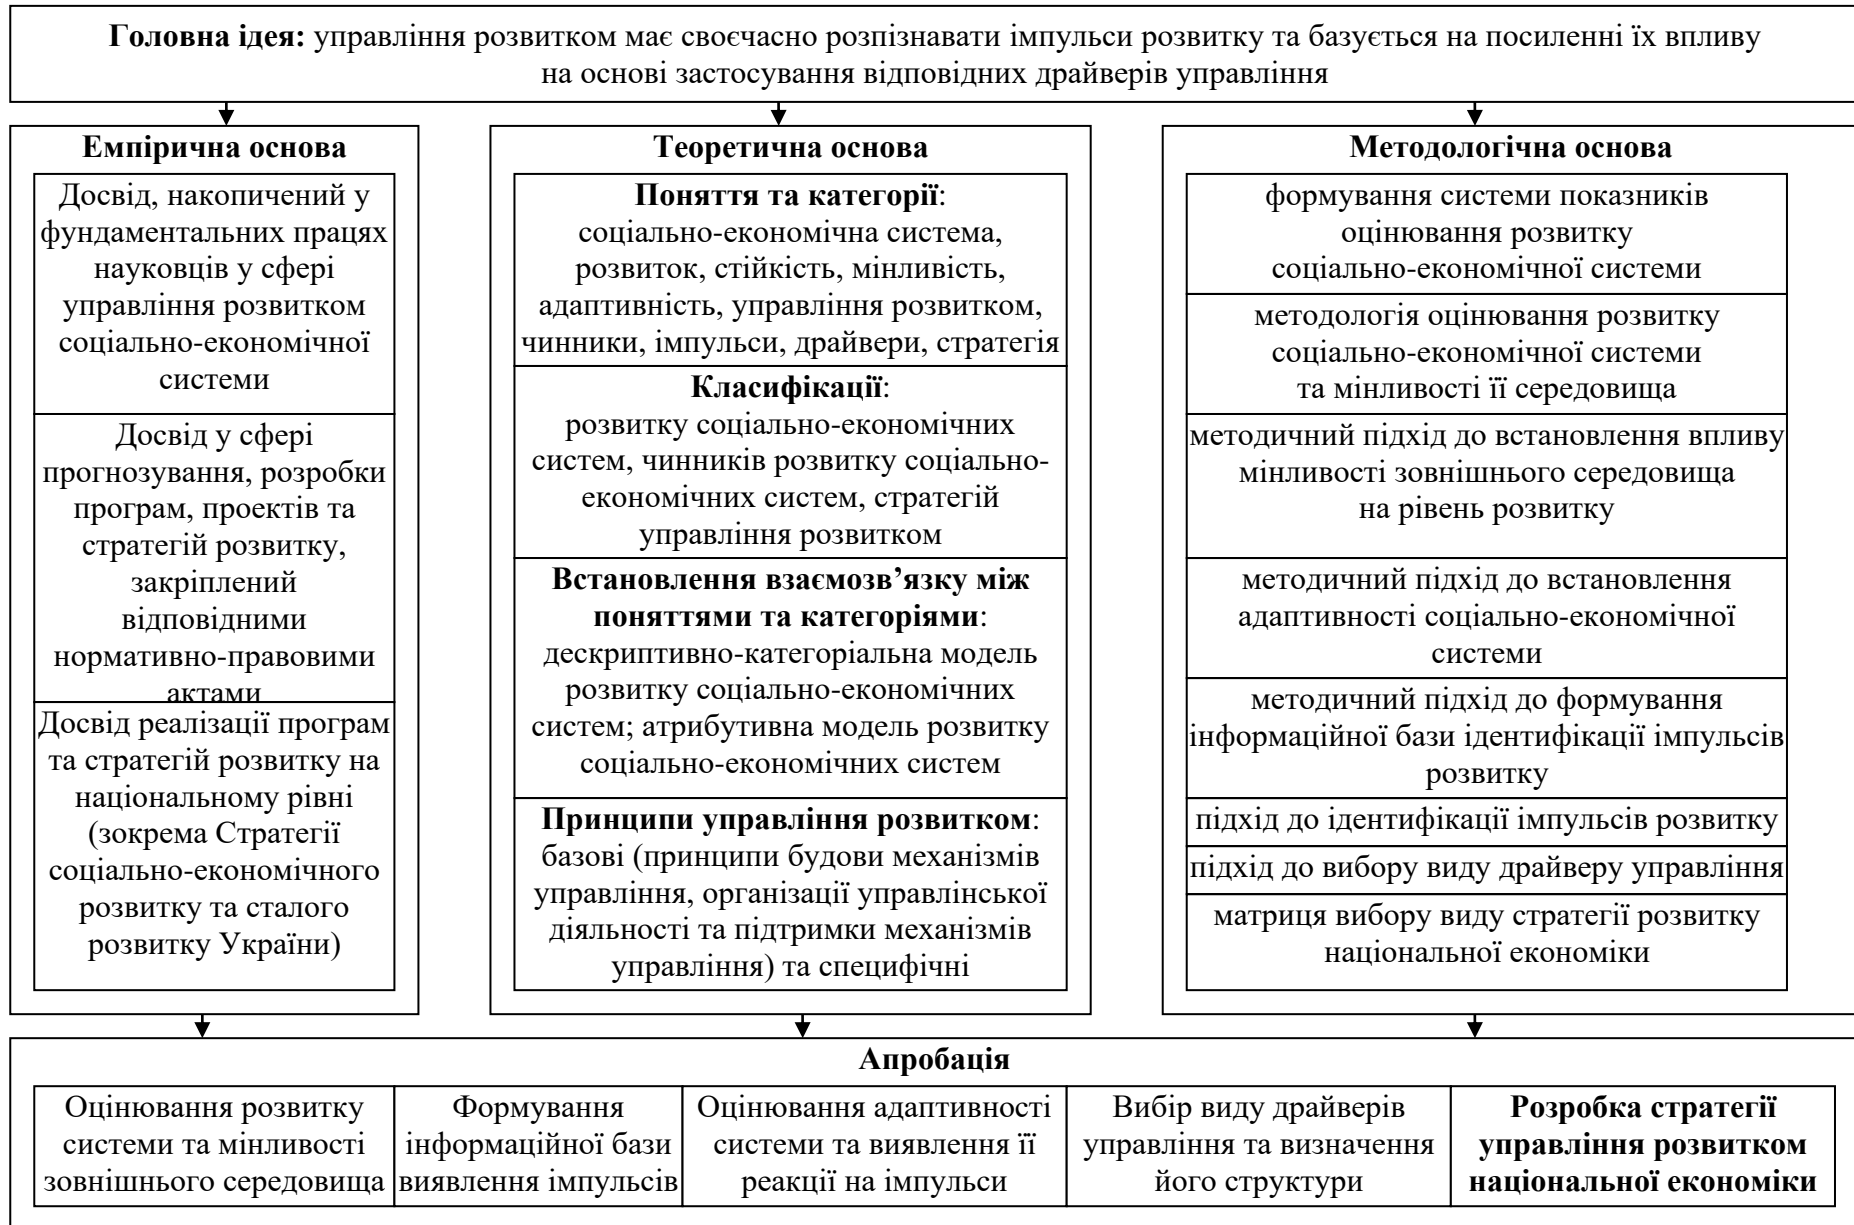 Головна ідея: управління розвитком має своєчасно розпізнавати імпульси розвитку та базується на посиленні їх впливу
на основі застосування відповідних драйверів управління
Емпірична основа
Досвід, накопичений у
фундаментальних працях
науковців у сфері
управління розвитком
соціально-економічної
системи
Досвід у сфері
прогнозування, розробки
програм, проектів та
стратегій розвитку,
закріплений
відповідними
нормативно-правовими
актами
Досвід реалізації програм
та стратегій розвитку на
національному рівні
(зокрема Стратегії
соціально-економічного
розвитку та сталого
розвитку України)
Теоретична основа
Поняття та категорії:
соціально-економічна система,
розвиток, стійкість, мінливість,
адаптивність, управління розвитком,
чинники, імпульси, драйвери, стратегія
Класифікації:
розвитку соціально-економічних
систем, чинників розвитку соціально-
економічних систем, стратегій
управління розвитком
Встановлення взаємозв’язку між
поняттями та категоріями:
дескриптивно-категоріальна модель
розвитку соціально-економічних
систем; атрибутивна модель розвитку
соціально-економічних систем
Принципи управління розвитком:
базові (принципи будови механізмів
управління, організації управлінської
діяльності та підтримки механізмів
управління) та специфічні
Методологічна основа
формування системи показників
оцінювання розвитку
соціально-економічної системи
методологія оцінювання розвитку
соціально-економічної системи
та мінливості її середовища
методичний підхід до встановлення впливу
мінливості зовнішнього середовища
на рівень розвитку
методичний підхід до встановлення
адаптивності соціально-економічної
системи
методичний підхід до формування
інформаційної бази ідентифікації імпульсів
розвитку
підхід до ідентифікації імпульсів розвитку
підхід до вибору виду драйверу управління
матриця вибору виду стратегії розвитку
національної економіки
Апробація
Оцінювання розвитку
системи та мінливості
зовнішнього середовища
Формування
інформаційної бази
виявлення імпульсів
Оцінювання адаптивності
системи та виявлення її
реакції на імпульси
Вибір виду драйверів
управління та визначення
його структури
Розробка стратегії
управління розвитком
національної економіки